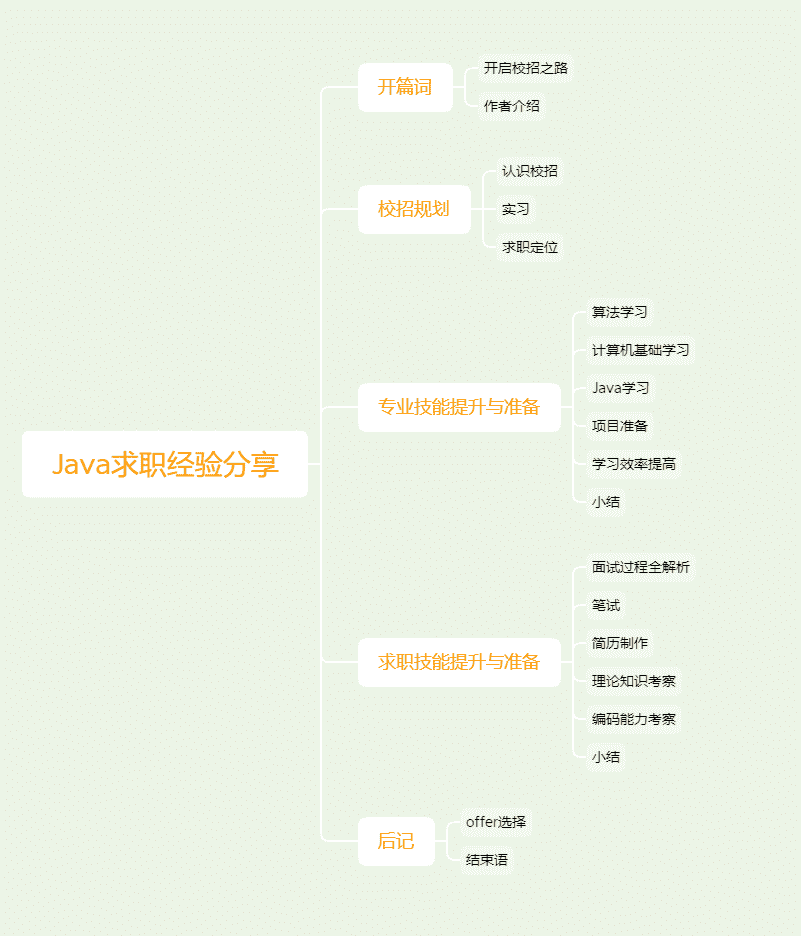 Java求职经验分享
开篇词
开启校招之路
作者介绍
校招规划
认识校招
实习
求职定位
专业技能提升与准备
算法学习
计算机基础学习
Java学习
项目准备
学习效率提高
小结
求职技能提升与准备
面试过程全解析
笔试
简历制作
理论知识考察
编码能力考察
小结
后记
offer选择
结束语